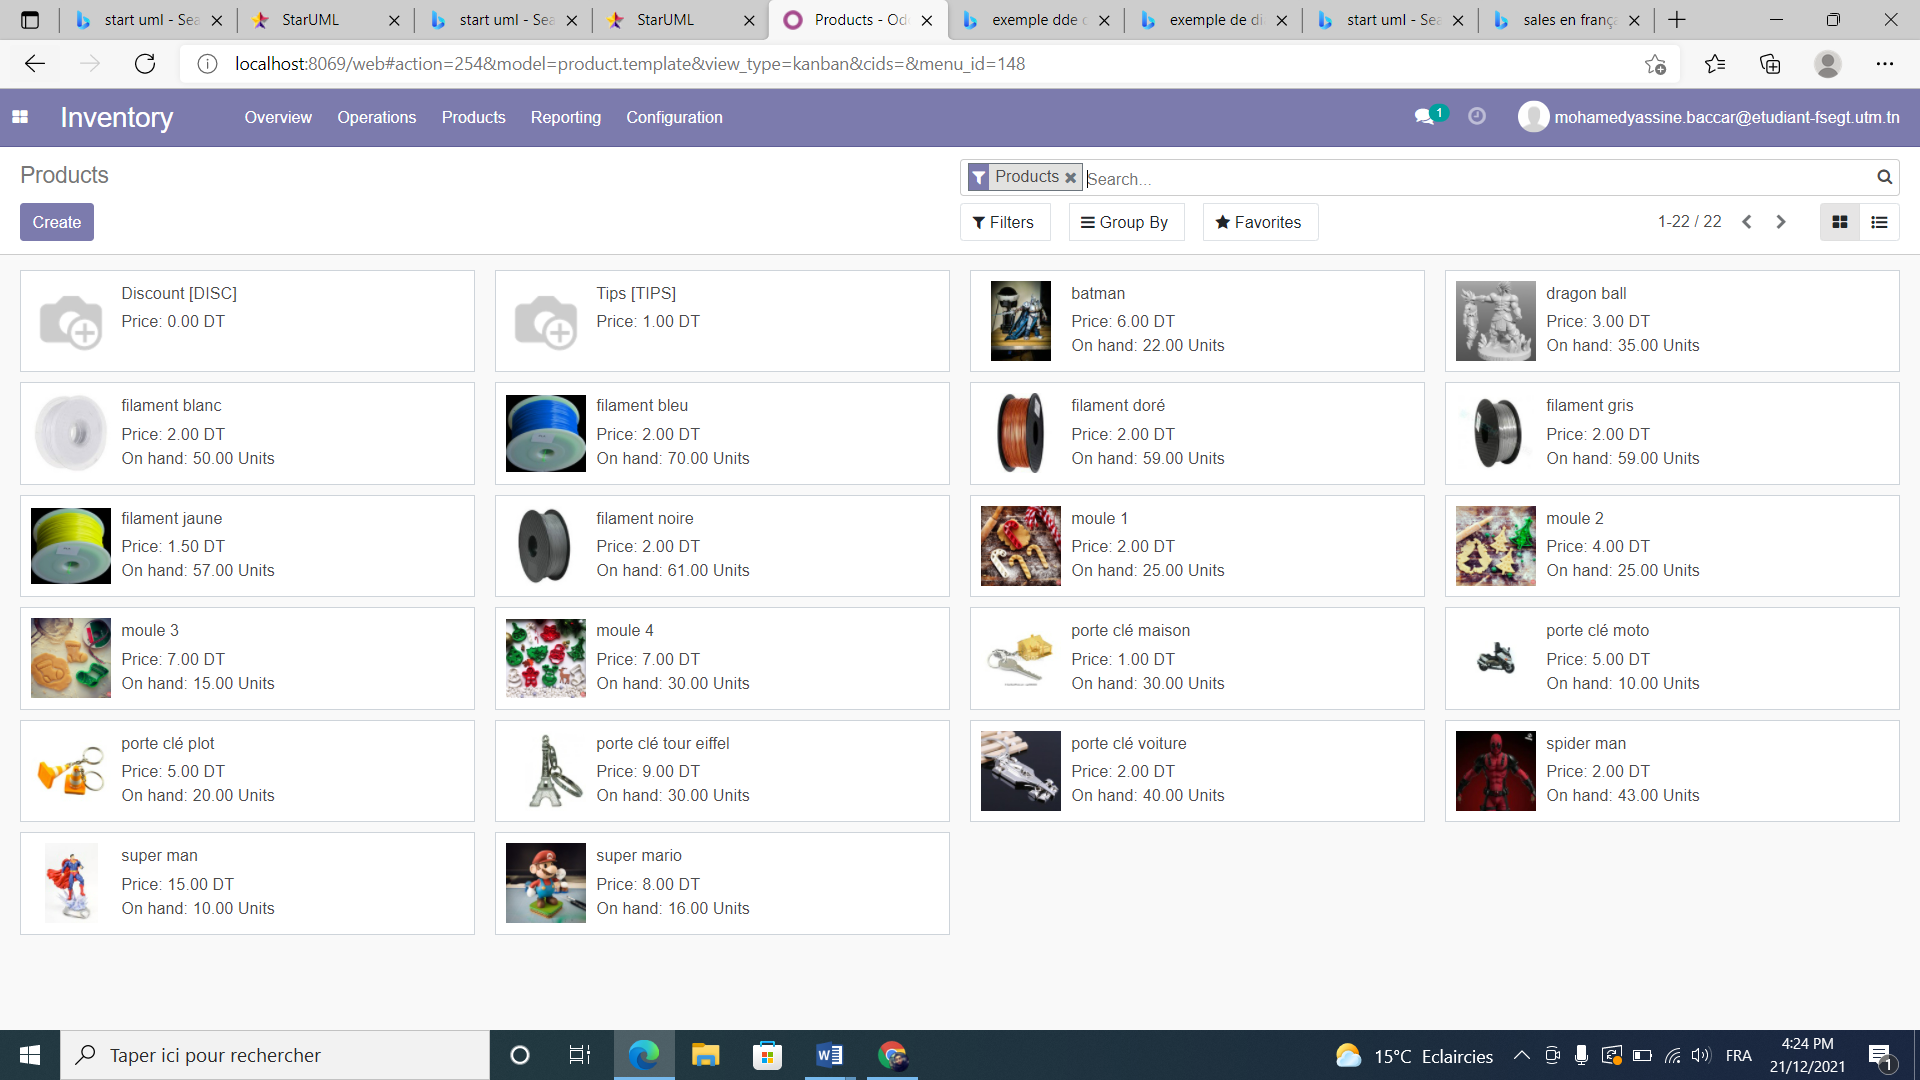 start uml - Sea
StarUML
start uml - Sea
StarUML
Products - Od
exemple dde c
exemple de di
start uml - Sea
sales en frança
localhost:8069/web#action=254&model=product.template&view_type=kanban&cids=&menu_id=148
Inventory
Overview
Operations
Products
Reporting
Configuration
1
mohamedyassine.baccar@etudiant-fsegt.utm.tn
Products
Products
Search...
Create
Filters
Group By
Favorites
1-22 / 22
Discount [DISC]
Price: 0.00 DT
Tips [TIPS]
Price: 1.00 DT
batman
Price: 6.00 DT
On hand: 22.00 Units
dragon ball
Price: 3.00 DT
On hand: 35.00 Units
filament blanc
Price: 2.00 DT
On hand: 50.00 Units
filament bleu
Price: 2.00 DT
On hand: 70.00 Units
filament doré
Price: 2.00 DT
On hand: 59.00 Units
filament gris
Price: 2.00 DT
On hand: 59.00 Units
filament jaune
Price: 1.50 DT
On hand: 57.00 Units
filament noire
Price: 2.00 DT
On hand: 61.00 Units
moule 1
Price: 2.00 DT
On hand: 25.00 Units
moule 2
Price: 4.00 DT
On hand: 25.00 Units
moule 3
Price: 7.00 DT
On hand: 15.00 Units
moule 4
Price: 7.00 DT
On hand: 30.00 Units
porte clé maison
Price: 1.00 DT
On hand: 30.00 Units
porte clé moto
Price: 5.00 DT
On hand: 10.00 Units
porte clé plot
Price: 5.00 DT
On hand: 20.00 Units
porte clé tour eiffel
Price: 9.00 DT
On hand: 30.00 Units
porte clé voiture
Price: 2.00 DT
On hand: 40.00 Units
spider man
Price: 2.00 DT
On hand: 43.00 Units
super man
Price: 15.00 DT
On hand: 10.00 Units
super mario
Price: 8.00 DT
On hand: 16.00 Units
Taper ici pour rechercher
15°C Eclaircies
FRA
4:24 PM
21/12/2021
1